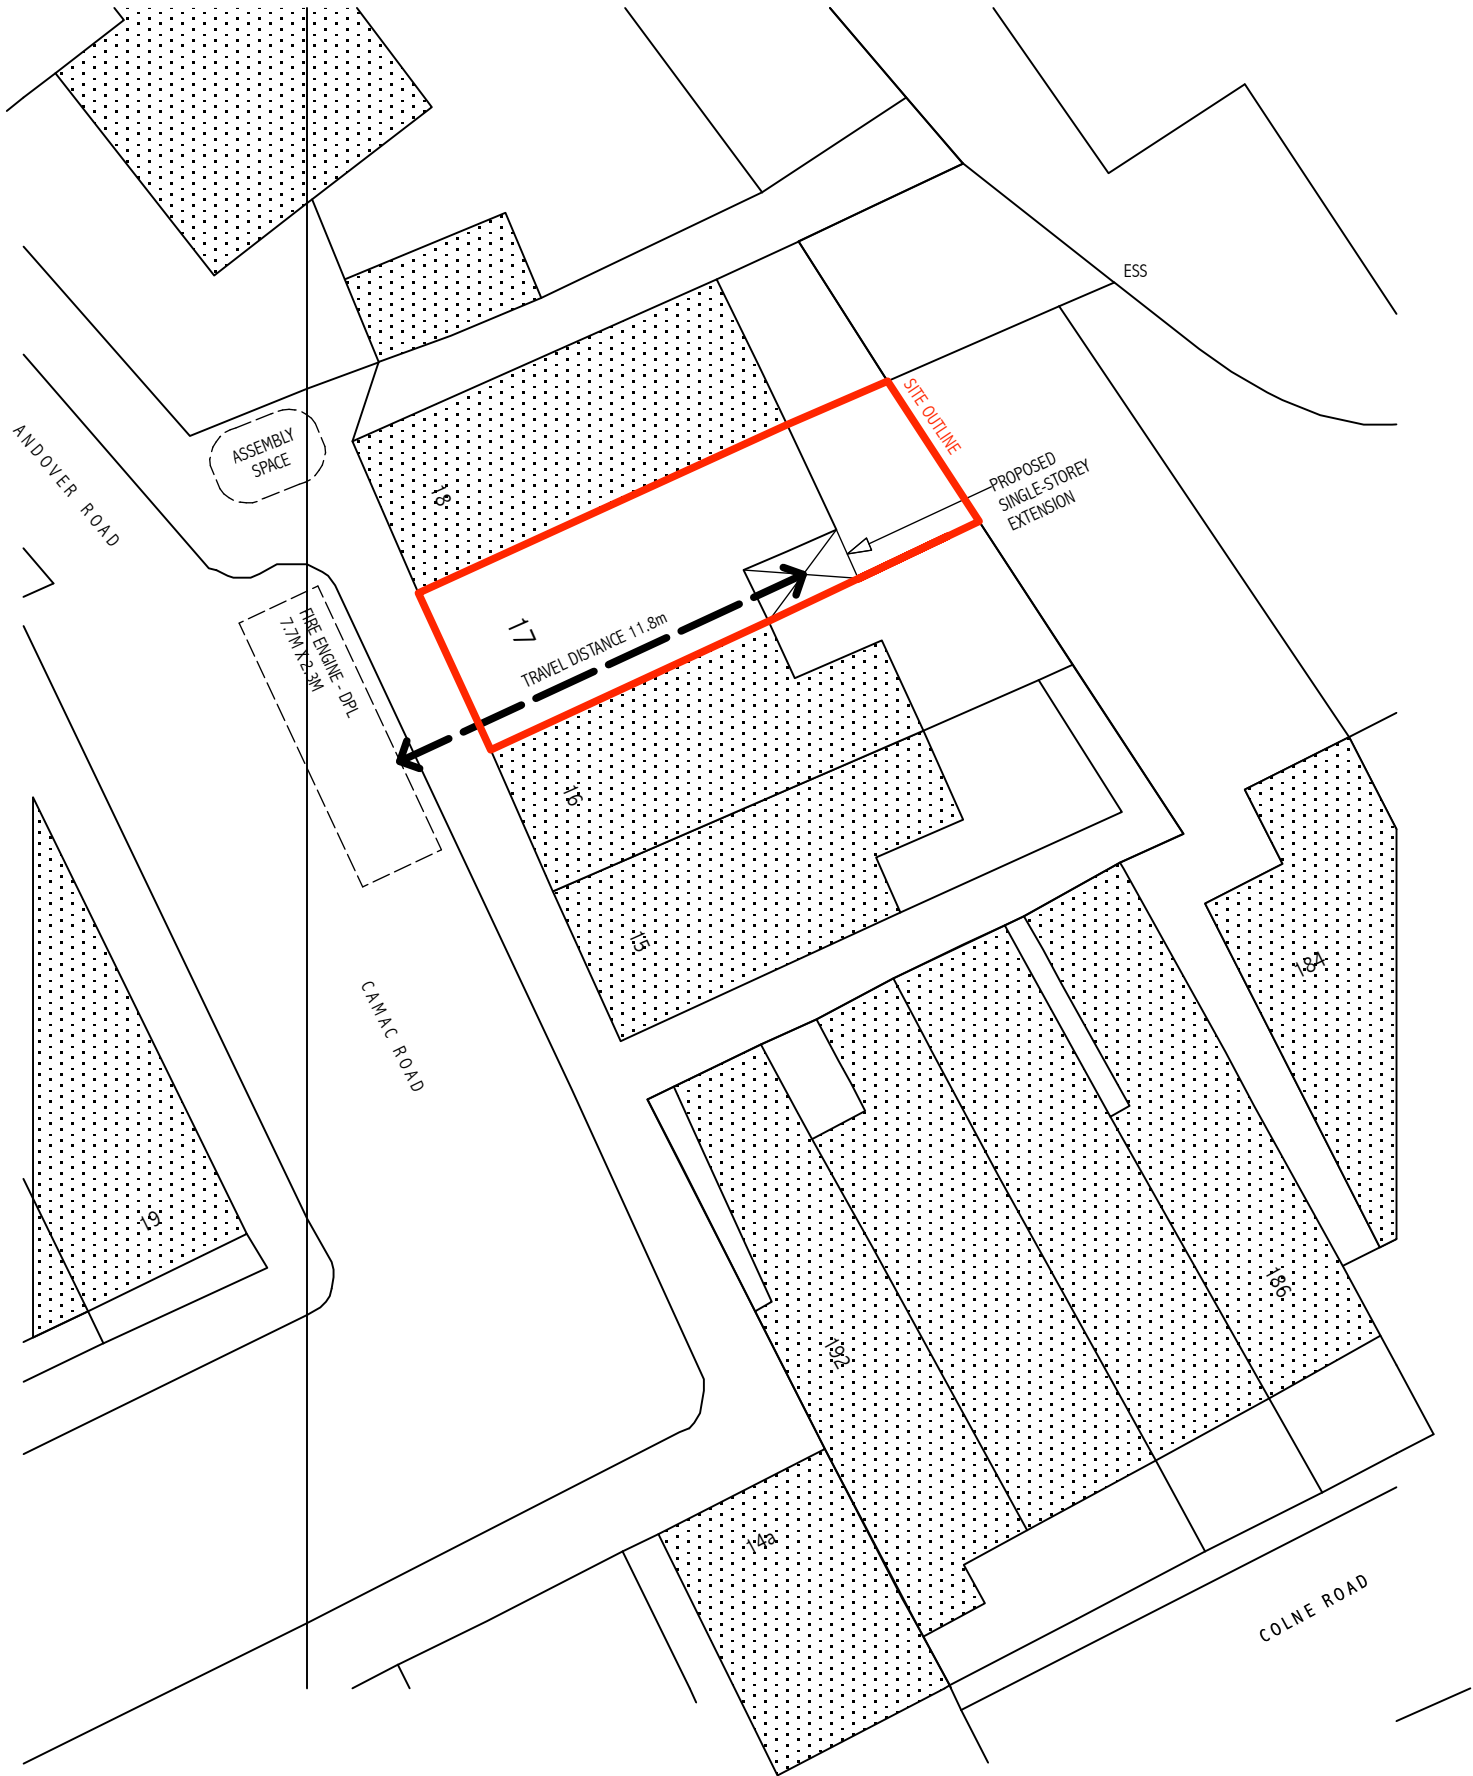 ESS
SITE OUTLINE
PROPOSED
SINGLE-STOREY
EXTENSION
ANDOVER ROAD
ASSEMBLY
SPACE
18
FIRE ENGINE - DPL
7.7M X 2.3M
17
TRAVEL DISTANCE 11.8m
16
15
184
CAMAC ROAD
19
186
192
14a
COLNE ROAD